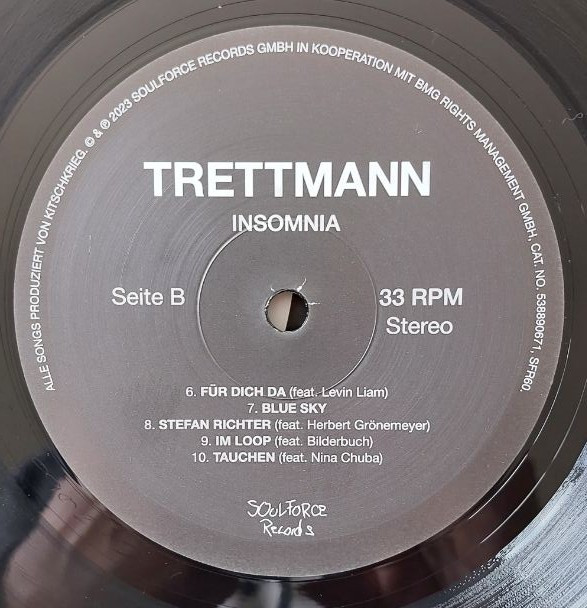 ALLE SONGS PRODUZIERT VON KITSCHKRIEG. © & ℗ 2023 SOULFORCE RECORDS GMBH IN KOOPERATION MIT BMG RIGHTS MANAGEMENT GMBH, CAT. NO. 538890671, SFR60.
TRETTMANN
INSOMNIA
Seite B
33 RPM
Stereo
6. FÜR DICH DA (feat. Levin Liam)
7. BLUE SKY
8. STEFAN RICHTER (feat. Herbert Grönemeyer)
9. IM LOOP (feat. Bilderbuch)
10. TAUCHEN (feat. Nina Chuba)
SOULFORCE
Records